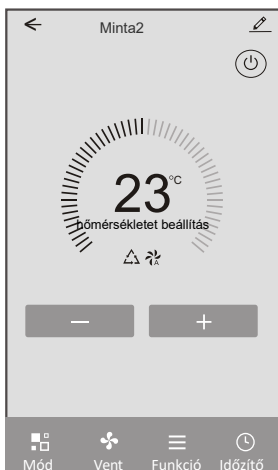 Minta2
23°C
hőmérsékletet beállítás
A
Mód Vent Funkció Időzítő